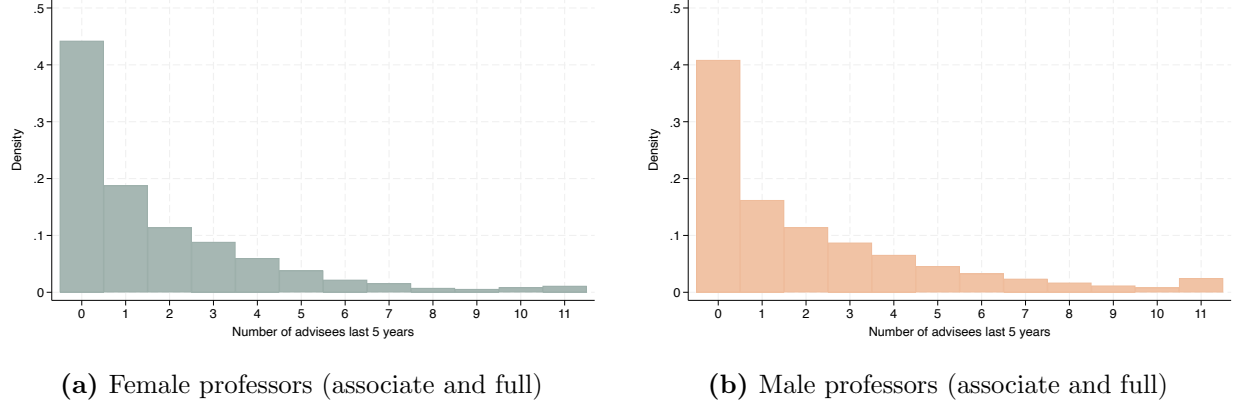 .5
.4
.3
.2
.1
0
Density
0 1 2 3 4 5 6 7 8 9 10 11
Number of advisees last 5 years
(a) Female professors (associate and full)
.5
.4
.3
.2
.1
0
Density
0 1 2 3 4 5 6 7 8 9 10 11
Number of advisees last 5 years
(b) Male professors (associate and full)